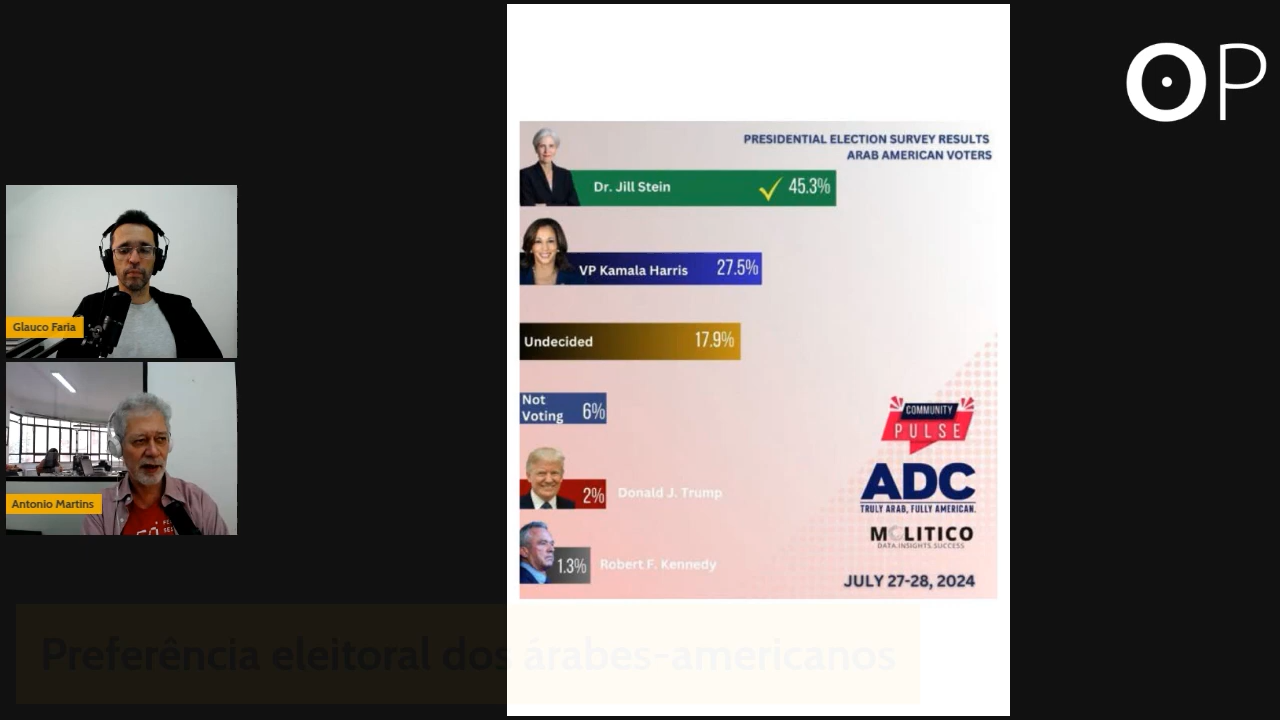 OP
PRESIDENTIAL ELECTION SURVEY RESULTS
ARAB AMERICAN VOTERS
Dr. Jill Stein 45.3%
VP Kamala Harris 27.5%
Undecided 17.9%
Not
Voting 6%
2% Donald J. Trump
1.3% Robert F. Kennedy
COMMUNITY
PULSE
ADC
TRULY ARAB, FULLY AMERICAN.
MOLITICO
DATA.INSIGHTS.SUCCESS
JULY 27-28, 2024
Glauco Faria
Antonio Martins
Preferência eleitoral dos árabes-americanos